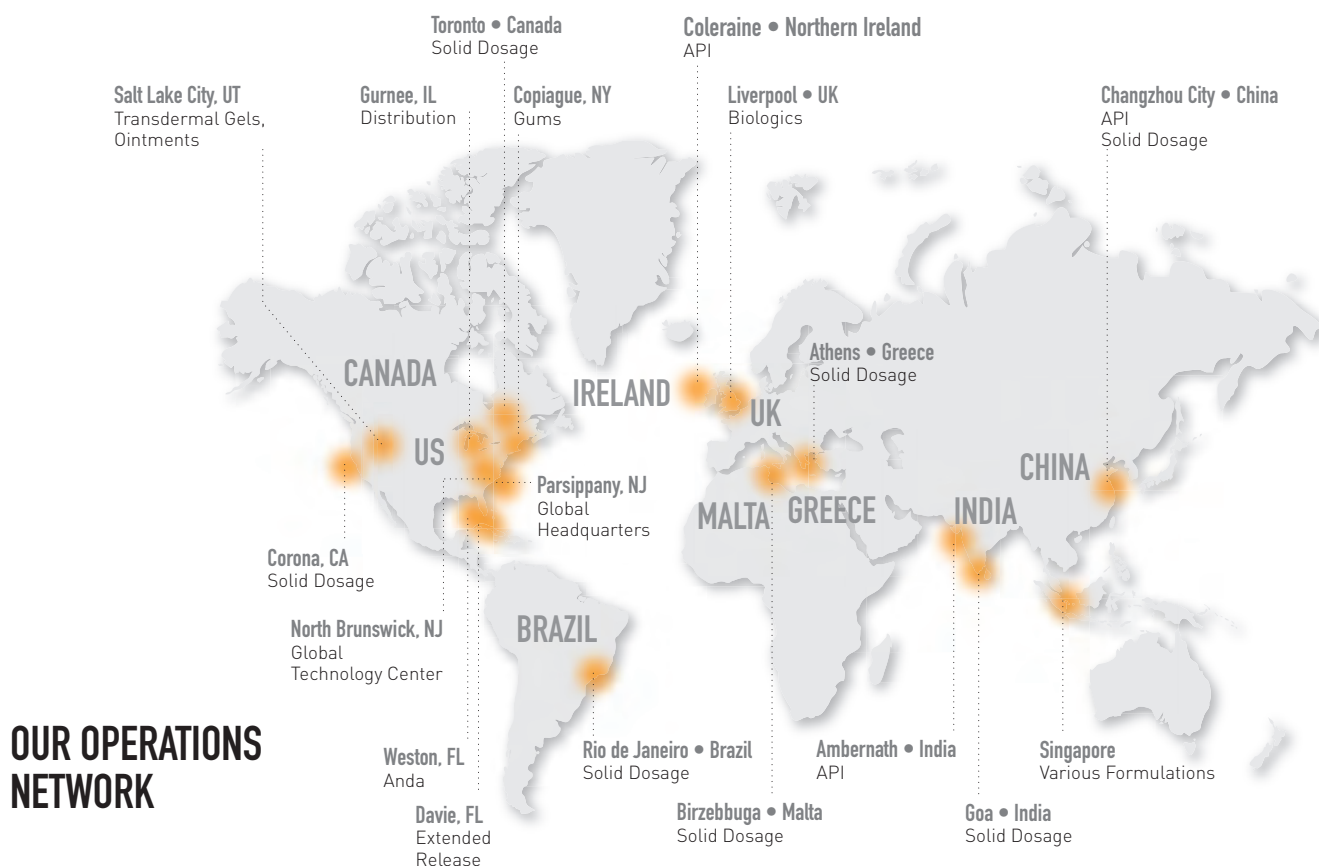 Toronto • Canada
Solid Dosage
Coleraine • Northern Ireland
API
Salt Lake City, UT
Transdermal Gels,
Ointments
Gurnee, IL
Distribution
Copiague, NY
Gums
Liverpool • UK
Biologics
Changzhou City • China
API
Solid Dosage
Athens • Greece
Solid Dosage
CANADA
IRELAND
UK
US
CHINA
Parsippany, NJ
Global
Headquarters
MALTA
GREECE
INDIA
Corona, CA
Solid Dosage
North Brunswick, NJ
Global
Technology Center
BRAZIL
OUR OPERATIONS
NETWORK
Weston, FL
Anda
Davie, FL
Extended
Release
Rio de Janeiro • Brazil
Solid Dosage
Birzebbuga • Malta
Solid Dosage
Ambernath • India
API
Goa • India
Solid Dosage
Singapore
Various Formulations